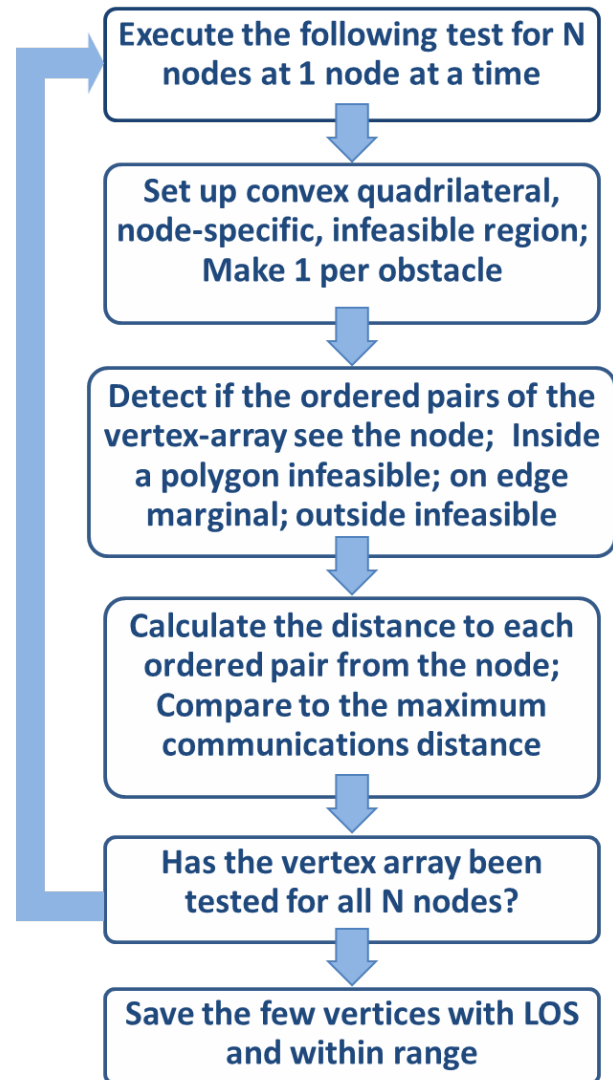 Execute the following test for N
nodes at 1 node at a time
Set up convex quadrilateral,
node-specific, infeasible region;
Make 1 per obstacle
Detect if the ordered pairs of the
vertex-array see the node;  Inside
a polygon infeasible; on edge
marginal; outside infeasible
Calculate the distance to each
ordered pair from the node;
Compare to the maximum
communications distance
Has the vertex array been
tested for all N nodes?
Save the few vertices with LOS
and within range